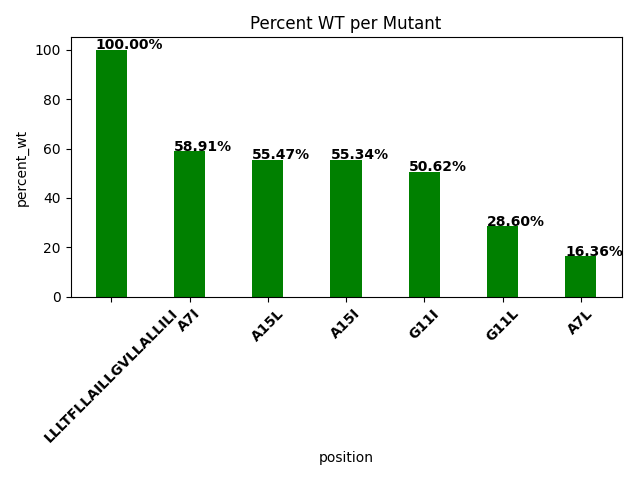 Percent WT per Mutant
percent_wt
100
80
60
40
20
0
100.00%
58.91%
55.47%
55.34%
50.62%
28.60%
16.36%
LLLTFLLAILLGVLLALLILI
A7I
A15L
A15I
G11I
G11L
A7L
position